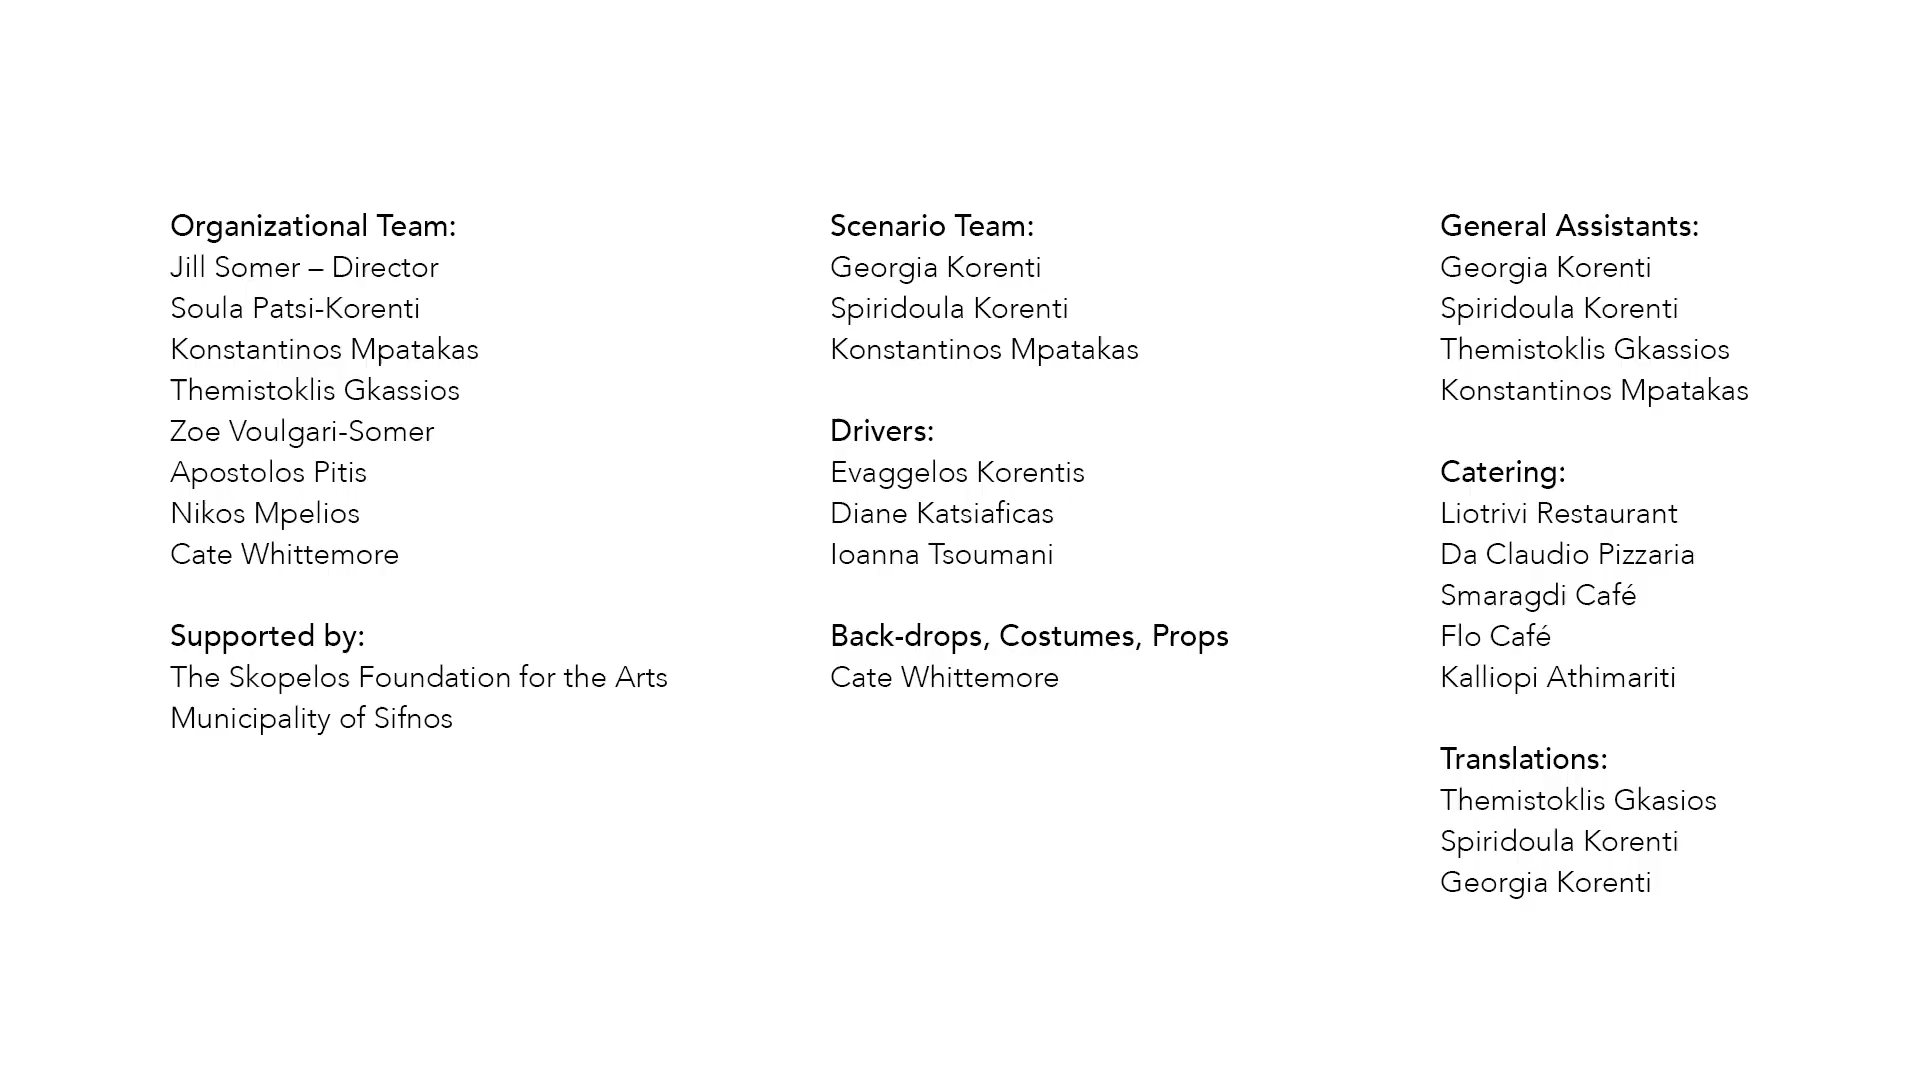 Organizational Team:
Jill Somer – Director
Soula Patsi-Korenti
Konstantinos Mpatakas
Themistoklis Gkassios
Zoe Voulgari-Somer
Apostolos Pitis
Nikos Mpelios
Cate Whittemore
Supported by:
The Skopelos Foundation for the Arts
Municipality of Sifnos
Scenario Team:
Georgia Korenti
Spiridoula Korenti
Konstantinos Mpatakas
Drivers:
Evaggelos Korentis
Diane Katsiaficas
Ioanna Tsoumani
Back-drops, Costumes, Props
Cate Whittemore
General Assistants:
Georgia Korenti
Spiridoula Korenti
Themistoklis Gkassios
Konstantinos Mpatakas
Catering:
Liotrivi Restaurant
Da Claudio Pizzaria
Smaragdi Café
Flo Café
Kalliopi Athimariti
Translations:
Themistoklis Gkasios
Spiridoula Korenti
Georgia Korenti